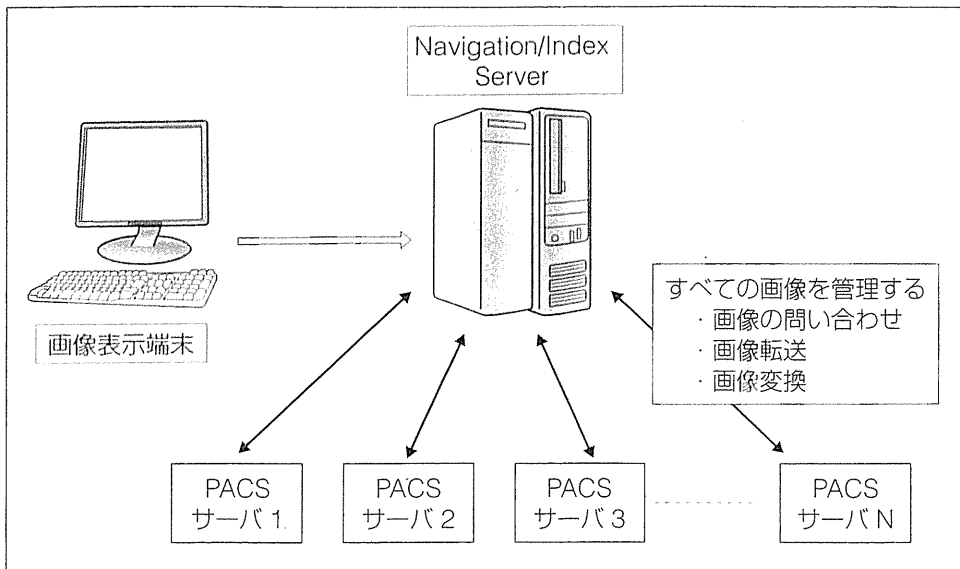 Navigation/Index
Server
画像表示端末
すべての画像を管理する
・画像の問い合わせ
・画像転送
・画像変換
PACS
サーバ 1
PACS
サーバ 2
PACS
サーバ 3
PACS
サーバ N